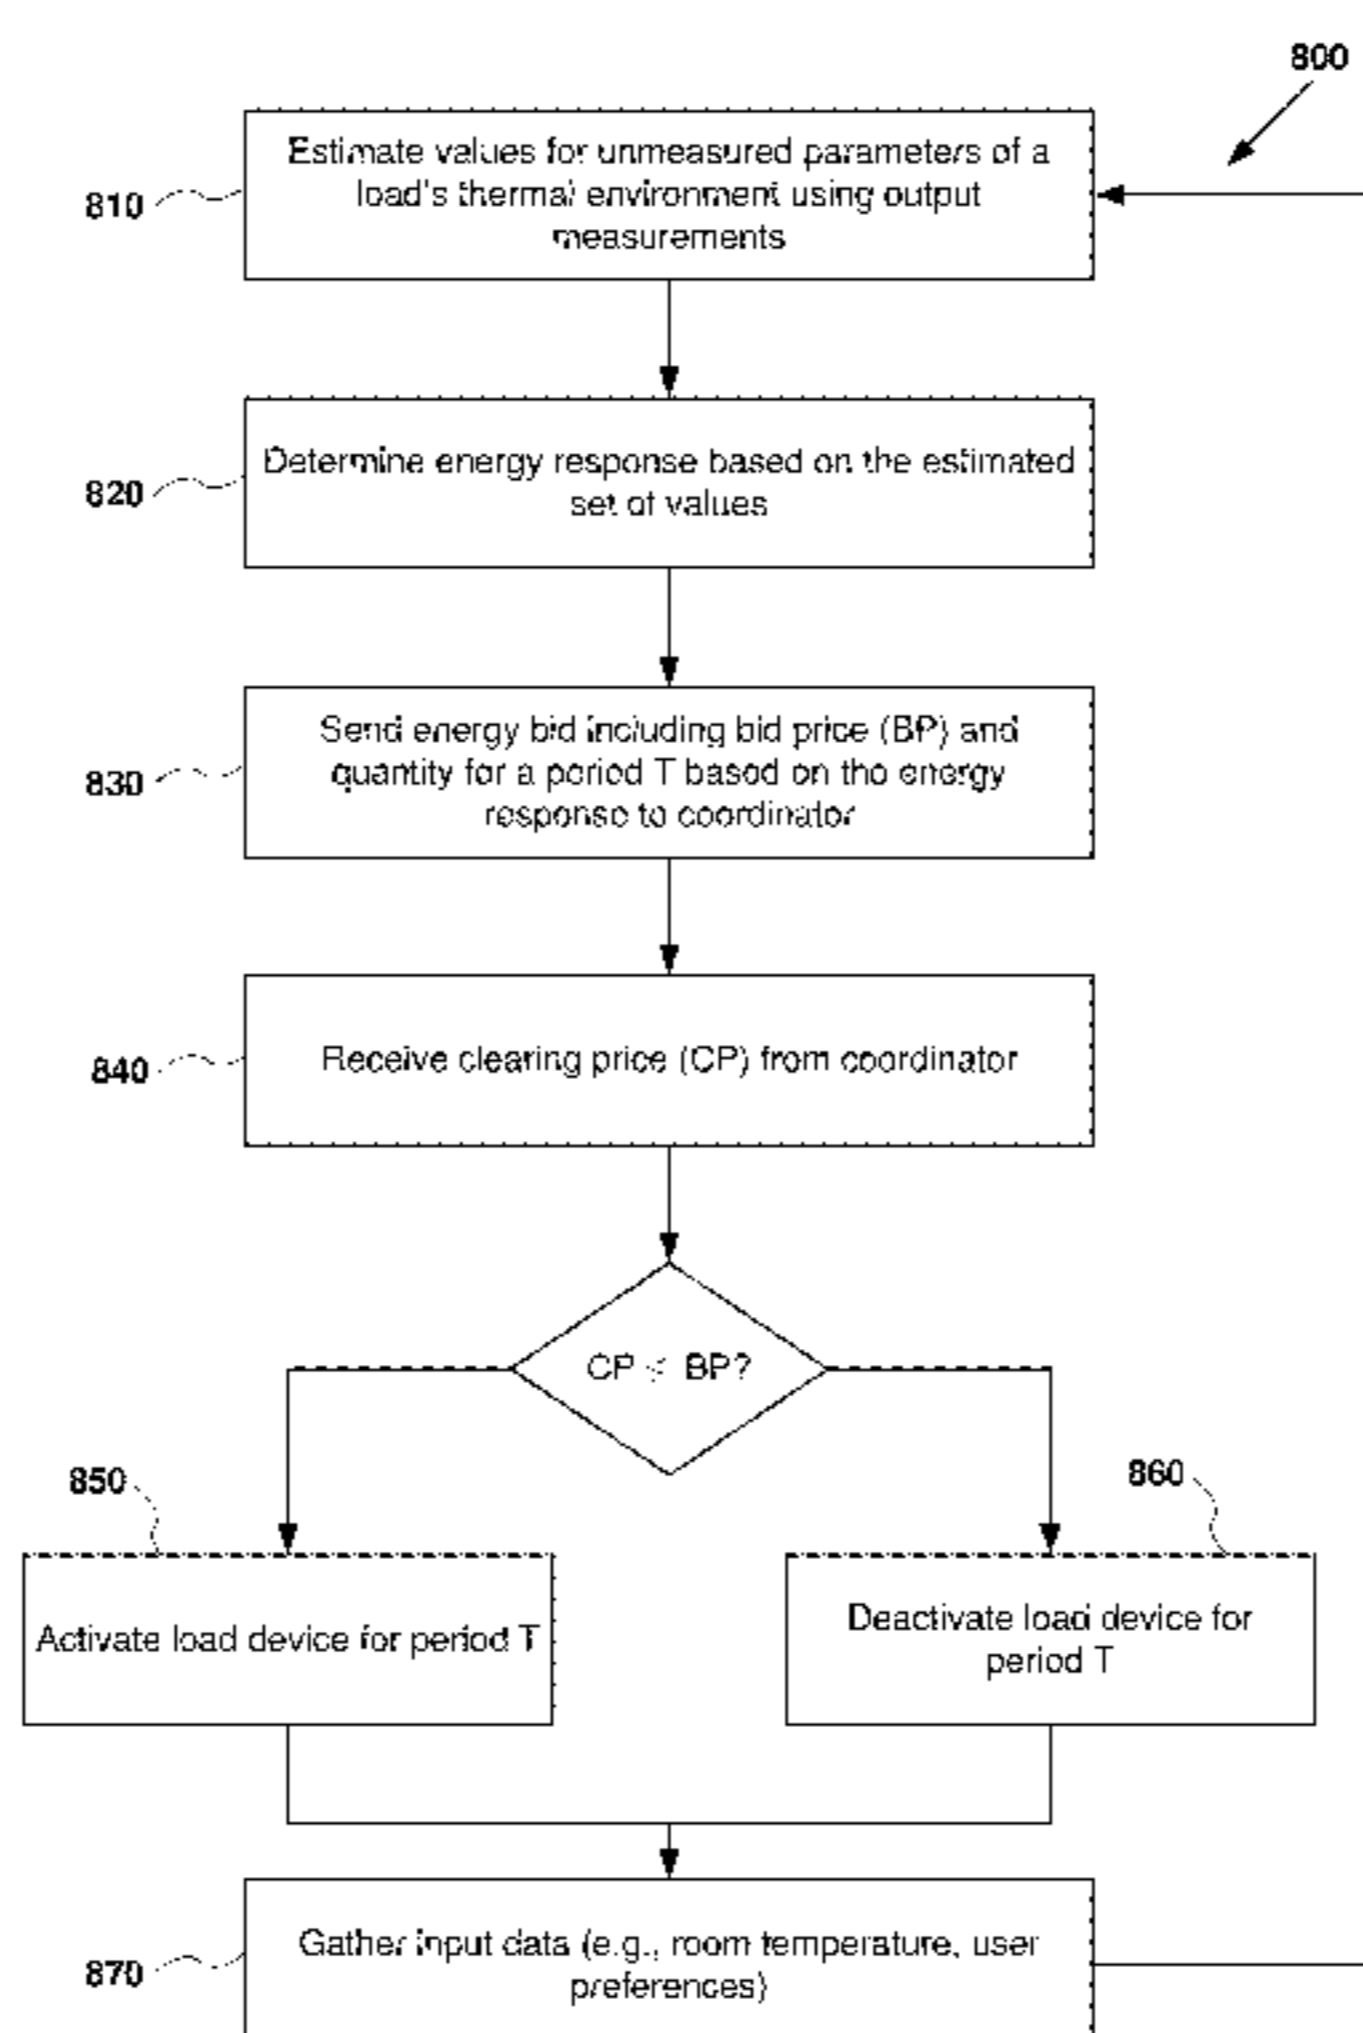 800
Estimate values for unmeasured parameters of a
load's thermal environment using output
measurements
810
Determine energy response based on the estimated
set of values
820
Send energy bid including bid price (BP) and
quantity for a period T based on the energy
response to coordinator
830
Receive clearing price (CP) from coordinator
840
CP < BP?
850
860
Activate load device for period T
Deactivate load device for
period T
Gather input data (e.g., room temperature, user
preferences)
870